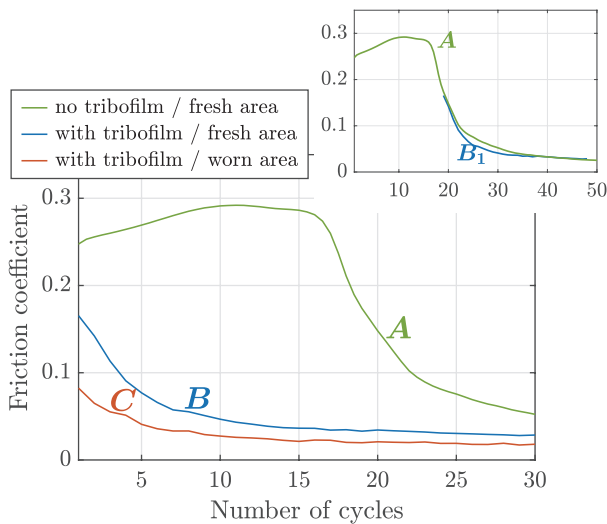 0.3
0.2
0.1
0
10
20
30
40
50
A
B₁
no tribofilm / fresh area
with tribofilm / fresh area
with tribofilm / worn area
0.3
0.2
0.1
0
5
10
15
20
25
30
A
B
C
Friction coefficient
Number of cycles